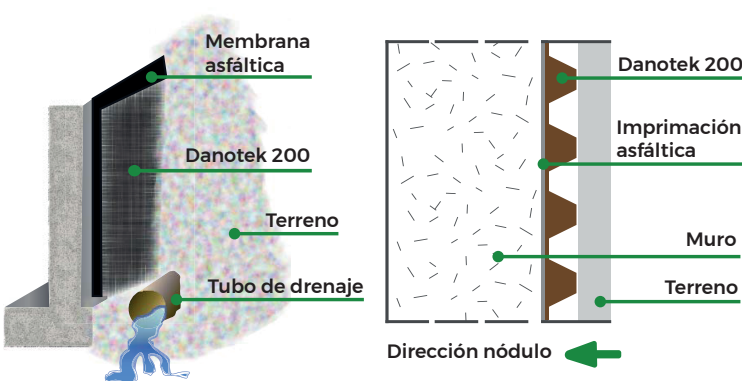 Membrana
asfáltica
Danotek 200
Terreno
Tubo de drenaje
Danotek 200
Imprimación
asfáltica
Muro
Terreno
Dirección nódulo